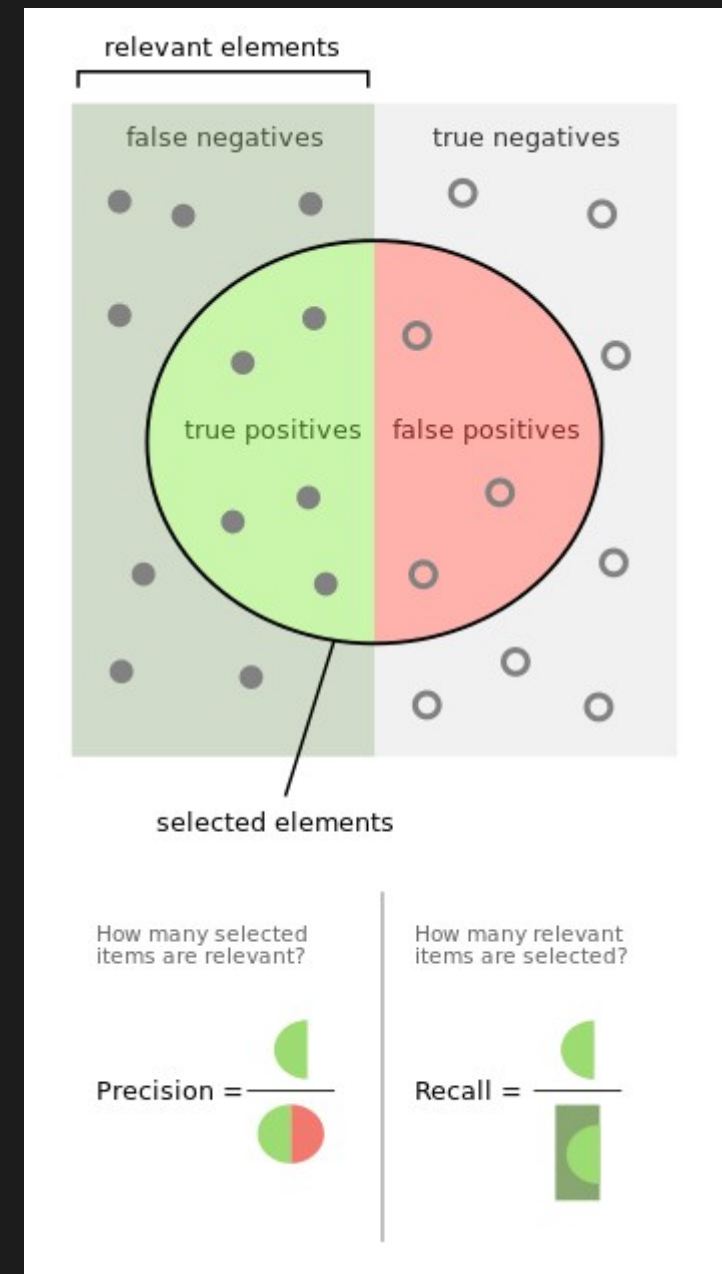 relevant elements
false negatives
true negatives
true positives
false positives
selected elements
How many selected
items are relevant?
How many relevant
items are selected?
Precision =
Recall =